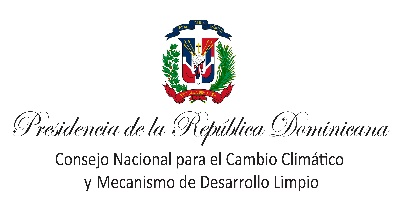 Presidencia de la República Dominicana
Consejo Nacional para el Cambio Climático
y Mecanismo de Desarrollo Limpio